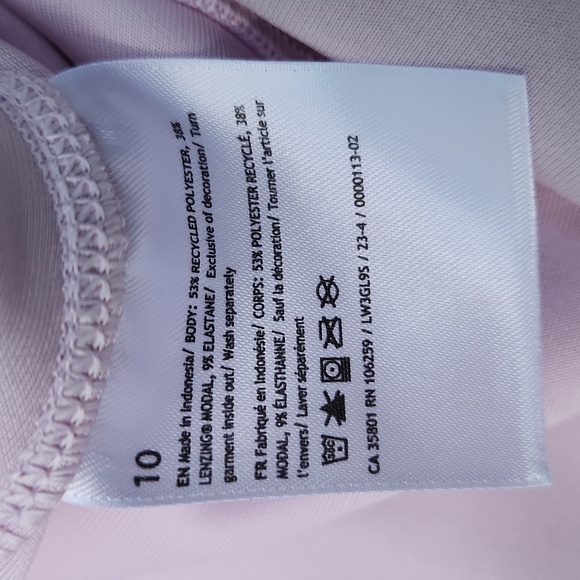 10
EN Made in Indonesia/ BODY: 53% RECYCLED POLYESTER, 38%
LENZING® MODAL, 9% ELASTANE/ Exclusive of decoration/ Turn
garment inside out/ Wash separately
FR Fabriqué en Indonésie/ CORPS: 53% POLYESTER RECYCLÉ, 38%
MODAL, 9% ÉLASTHANNE/ Sauf la décoration/ Tourner l'article sur
l'envers/ Laver séparément
30C
CA 35801 RN 106259 / LW3GL9S / 23-4 / 0000113-02